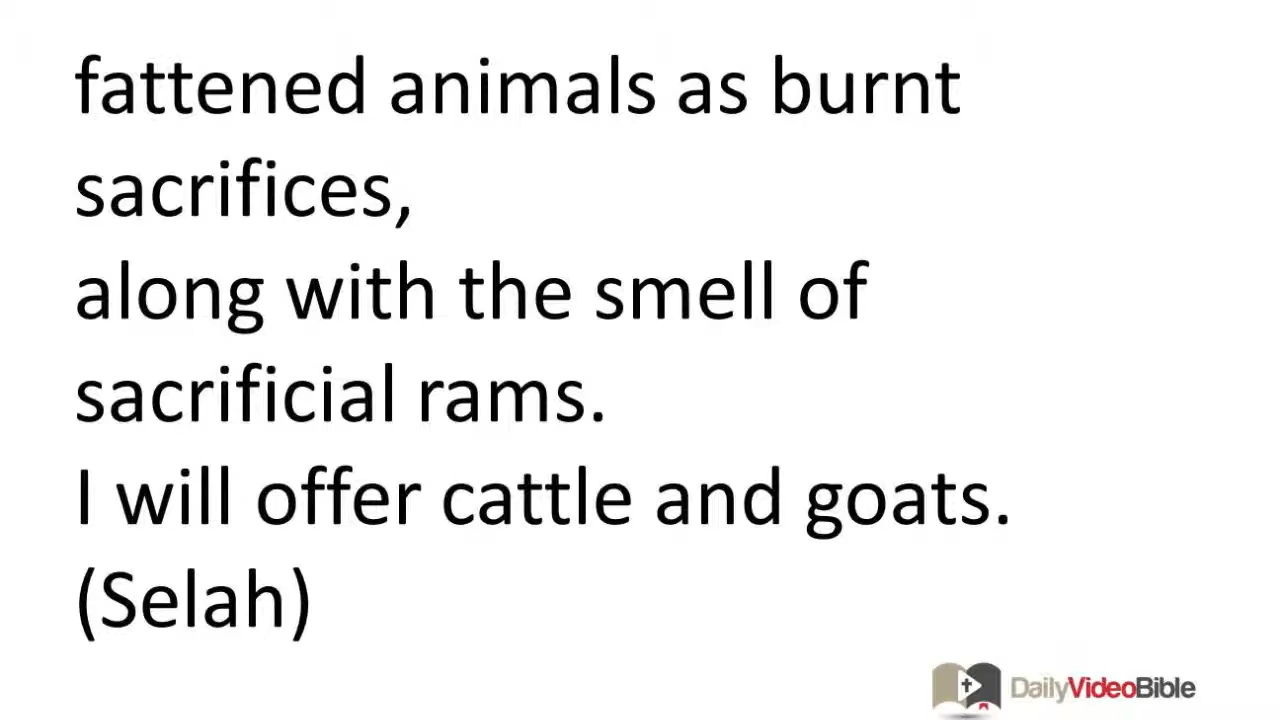 fattened animals as burnt
sacrifices,
along with the smell of
sacrificial rams.
I will offer cattle and goats.
(Selah)
DailyVideoBible